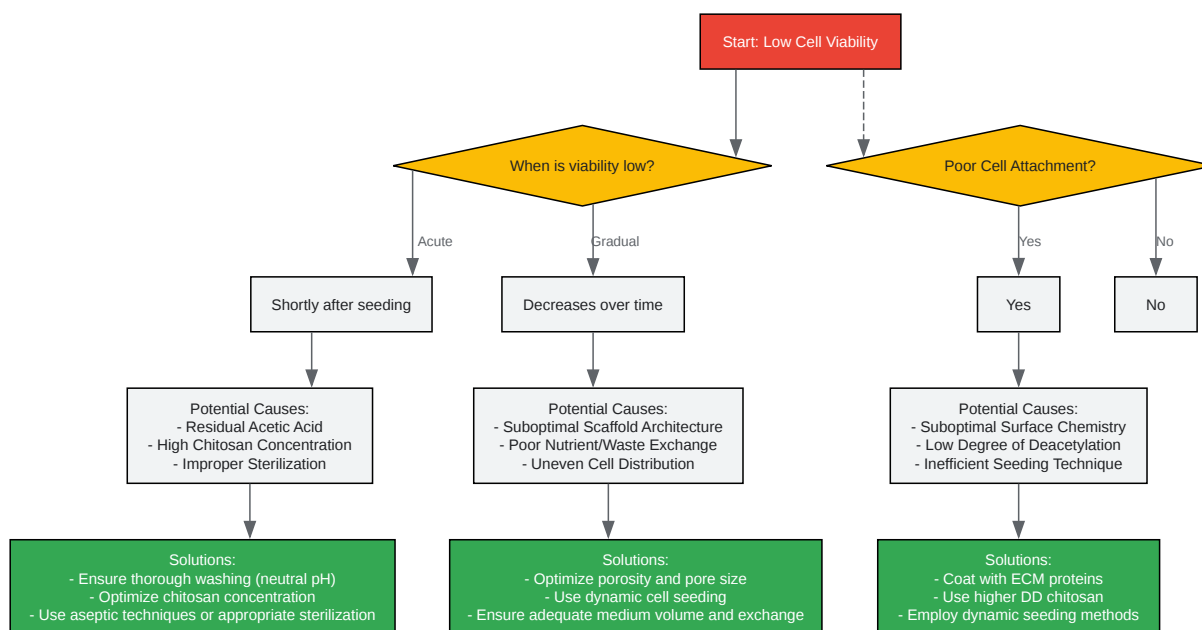 Start: Low Cell Viability
When is viability low?
Poor Cell Attachment?
Acute
Gradual
Yes
No
Shortly after seeding
Decreases over time
Yes
No
Potential Causes:
- Residual Acetic Acid
- High Chitosan Concentration
- Improper Sterilization
Potential Causes:
- Suboptimal Scaffold Architecture
- Poor Nutrient/Waste Exchange
- Uneven Cell Distribution
Potential Causes:
- Suboptimal Surface Chemistry
- Low Degree of Deacetylation
- Inefficient Seeding Technique
Solutions:
- Ensure thorough washing (neutral pH)
- Optimize chitosan concentration
- Use aseptic techniques or appropriate sterilization
Solutions:
- Optimize porosity and pore size
- Use dynamic cell seeding
- Ensure adequate medium volume and exchange
Solutions:
- Coat with ECM proteins
- Use higher DD chitosan
- Employ dynamic seeding methods